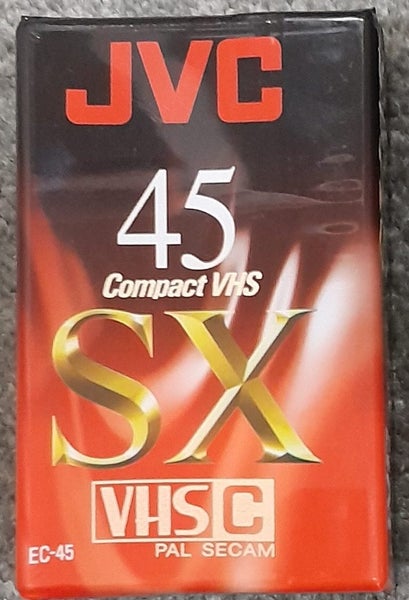 JVC
45
Compact VHS
SX
VHS C
EC-45
PAL SECAM